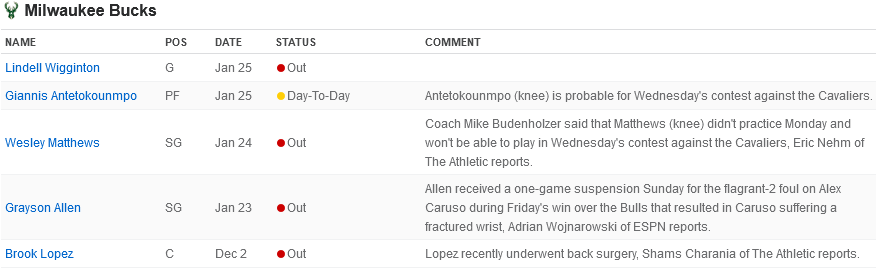 Milwaukee Bucks
NAME POS DATE STATUS COMMENT
Lindell Wigginton G Jan 25 Out
Giannis Antetokounmpo PF Jan 25 Day-To-Day Antetokounmpo (knee) is probable for Wednesday's contest against the Cavaliers.
Coach Mike Budenholzer said that Matthews (knee) didn't practice Monday and
Wesley Matthews SG Jan 24 Out won't be able to play in Wednesday's contest against the Cavaliers, Eric Nehm of
The Athletic reports.
Allen received a one-game suspension Sunday for the flagrant-2 foul on Alex
Grayson Allen SG Jan 23 Out Caruso during Friday's win over the Bulls that resulted in Caruso suffering a
fractured wrist, Adrian Wojnarowski of ESPN reports.
Brook Lopez C Dec 2 Out Lopez recently underwent back surgery, Shams Charania of The Athletic reports.